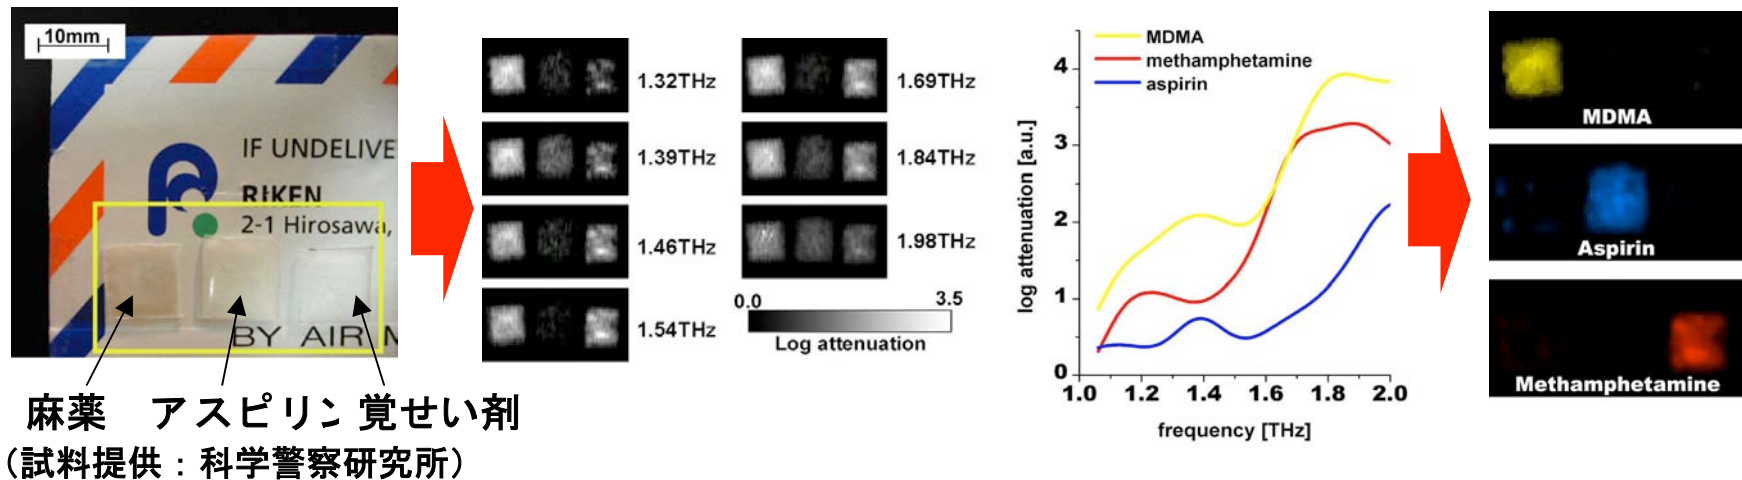 10mm
IF UNDELIVE
RIKEN
2-1 Hirosawa,
BY AIR M
麻薬 アスピリン 覚せい剤
(試料提供：科学警察研究所)
1.32THz
1.39THz
1.46THz
1.54THz
1.69THz
1.84THz
1.98THz
0.0 3.5
Log attenuation
MDMA
methamphetamine
aspirin
log attenuation [a.u.]
4
3
2
1
0
1.0 1.2 1.4 1.6 1.8 2.0
frequency [THz]
MDMA
Aspirin
Methamphetamine